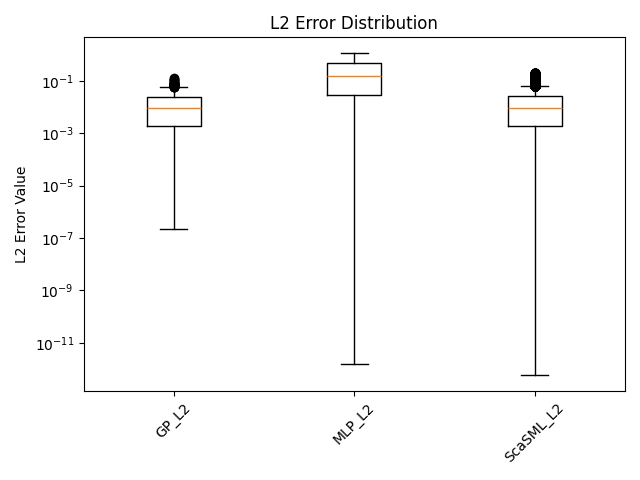 L2 Error Distribution
L2 Error Value
10⁻¹
10⁻³
10⁻⁵
10⁻⁷
10⁻⁹
10⁻¹¹
GP_L2
MLP_L2
ScaSML_L2